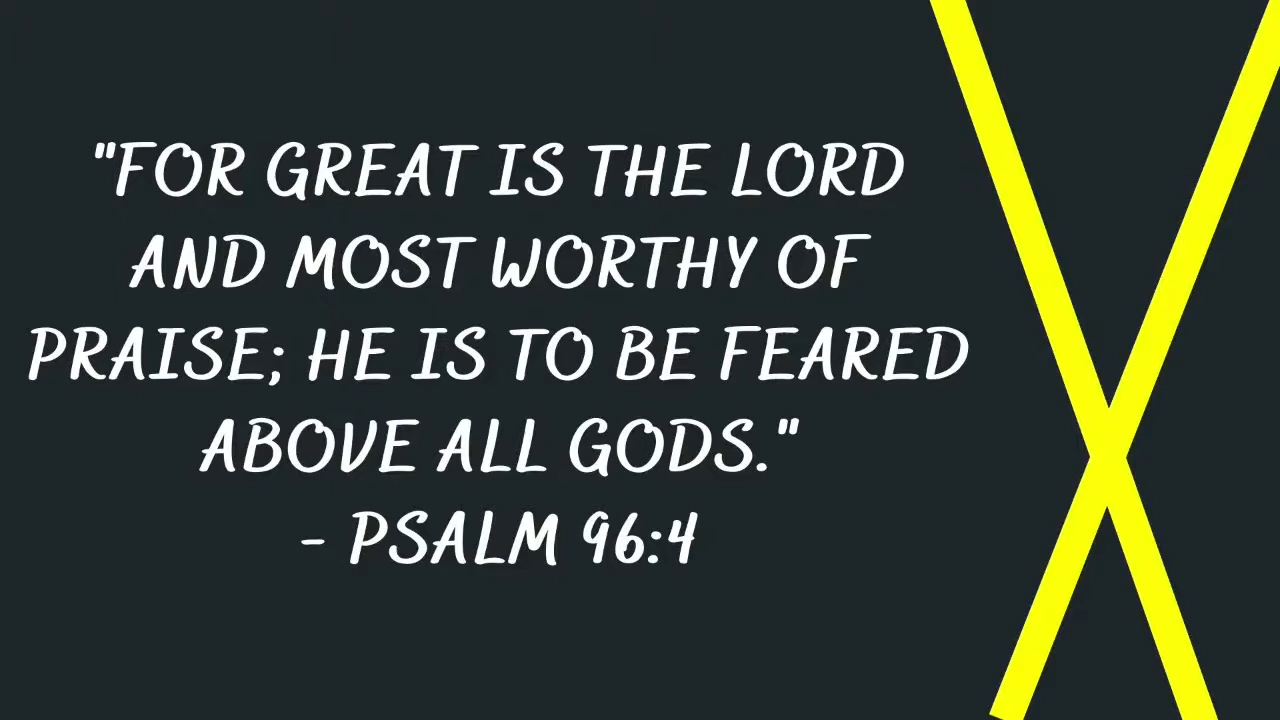 "FOR GREAT IS THE LORD
AND MOST WORTHY OF
PRAISE; HE IS TO BE FEARED
ABOVE ALL GODS."
- PSALM 96:4